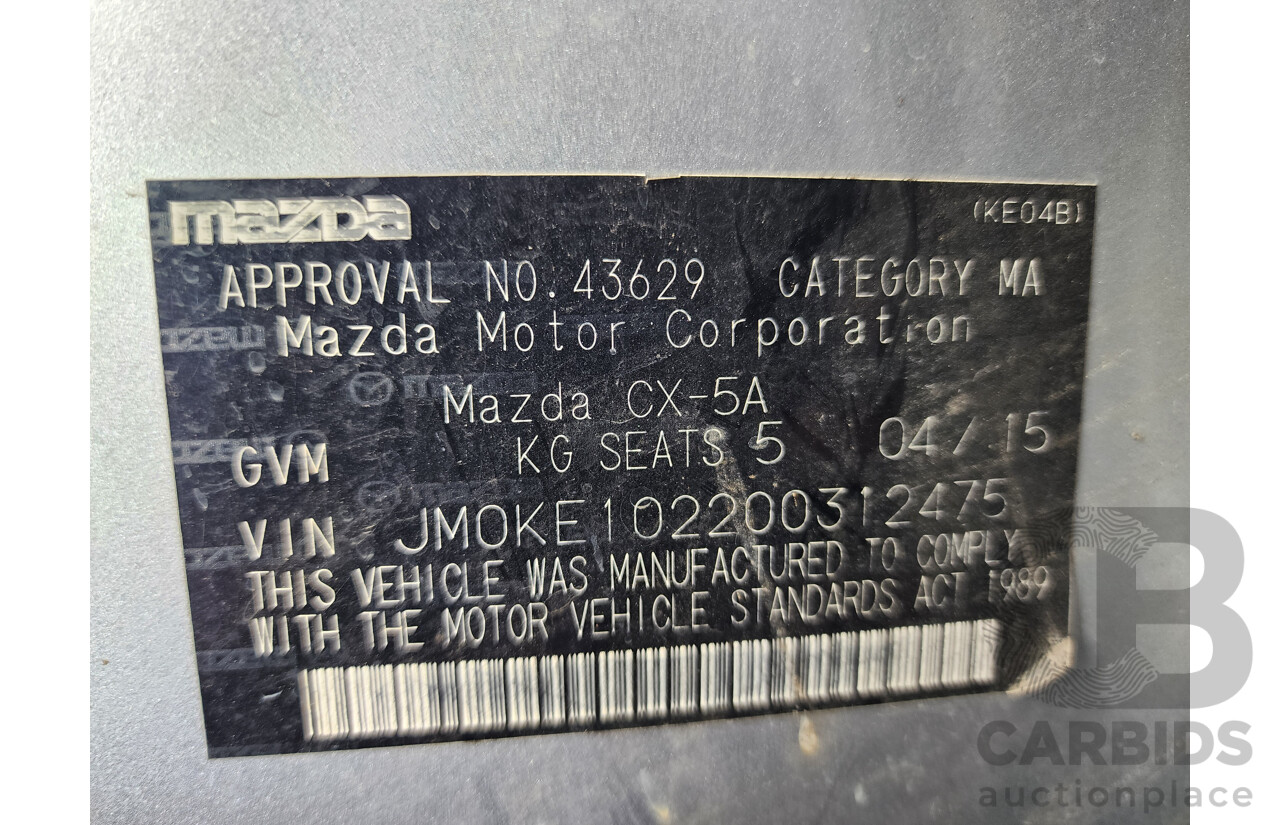 mazda
(KE04B)
APPROVAL NO. 43629 CATEGORY MA
Mazda Motor Corporation
Mazda CX-5A
GVM KG SEATS 5 04/15
VIN JM0KE102200312475
THIS VEHICLE WAS MANUFACTURED TO COMPLY
WITH THE MOTOR VEHICLE STANDARDS ACT 1989
B
CARBIDS
auctionplace